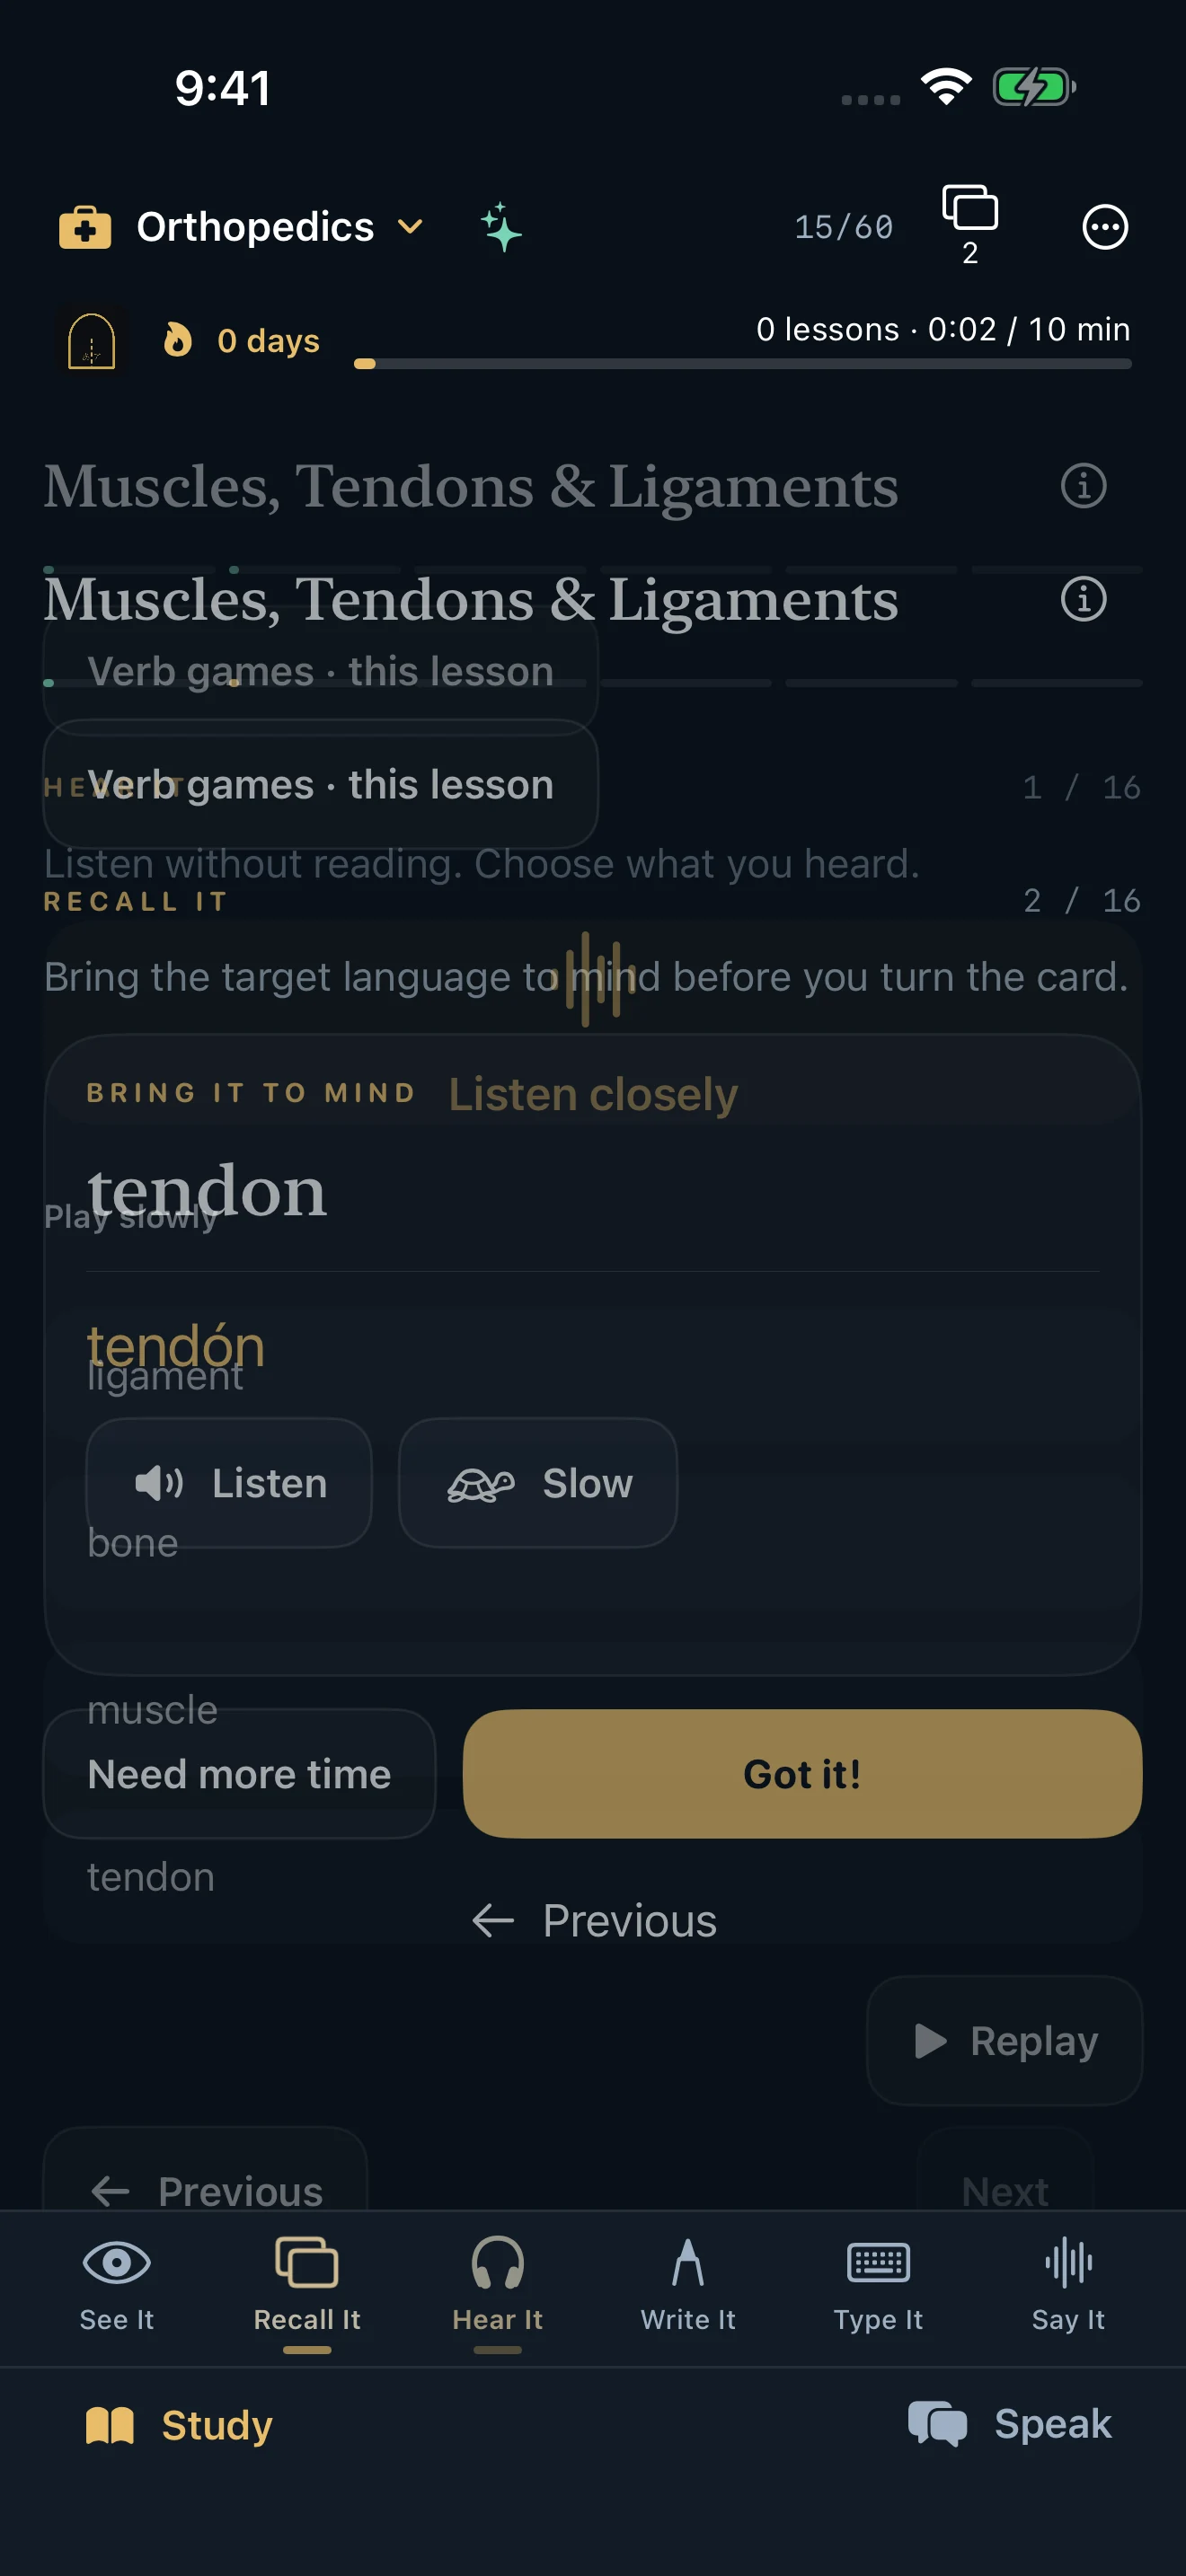 9:41
Orthopedics
15/60
2
0 days
0 lessons · 0:02 / 10 min
Muscles, Tendons & Ligaments
Muscles, Tendons & Ligaments
Verb games · this lesson
Verb games · this lesson
HEAR IT
1 / 16
Listen without reading. Choose what you heard.
RECALL IT
2 / 16
Bring the target language to mind before you turn the card.
BRING IT TO MIND
Listen closely
tendon
Play slowly
tendón
ligament
Listen
Slow
bone
muscle
Need more time
Got it!
tendon
Previous
Replay
Previous
Next
See It
Recall It
Hear It
Write It
Type It
Say It
Study
Speak